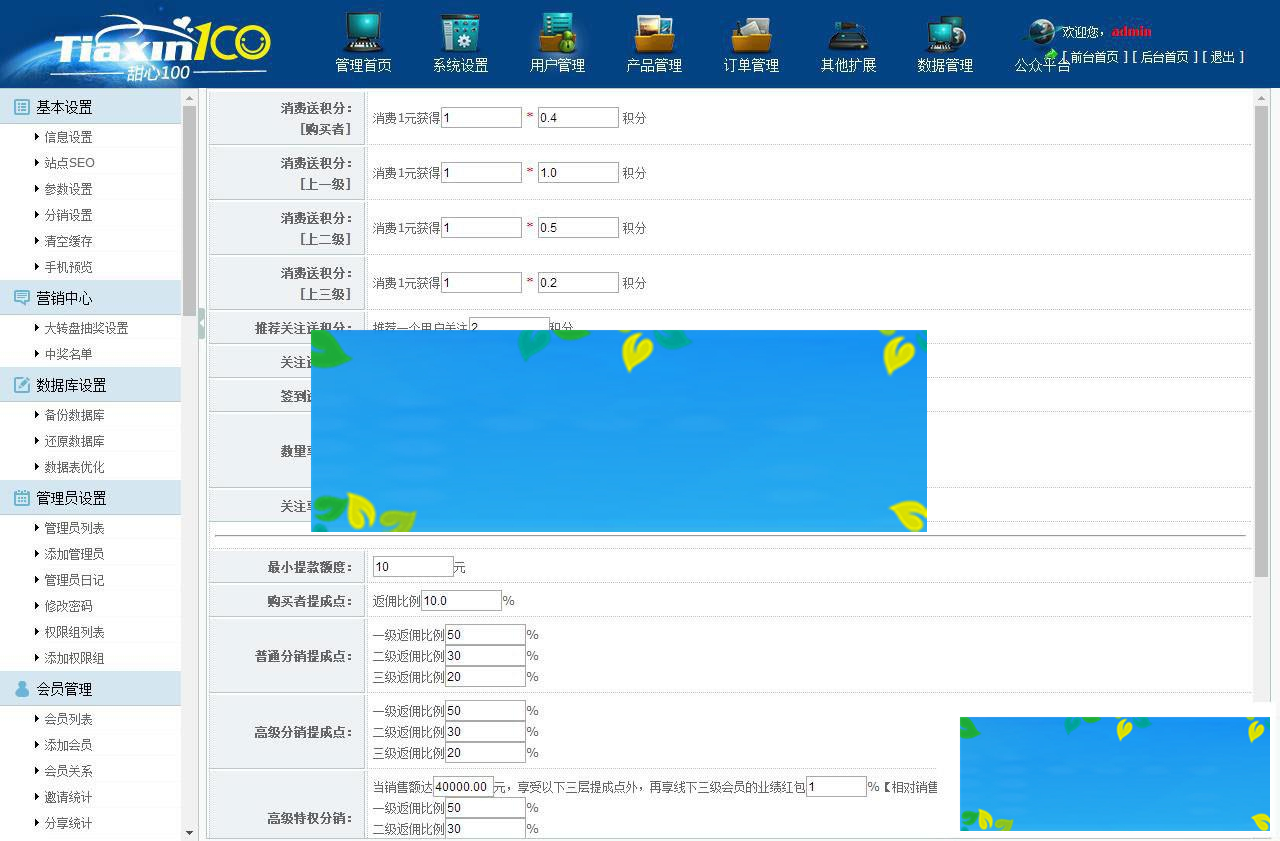 Tiaxin100
甜心100
管理首页 系统设置 用户管理 产品管理 订单管理 其他扩展 数据管理 公众平台
欢迎您，admin
[ 前台首页 ] [ 后台首页 ] [ 退出 ]
基本设置
信息设置
站点SEO
参数设置
分销设置
清空缓存
手机预览
营销中心
大转盘抽奖设置
中奖名单
数据库设置
备份数据库
还原数据库
数据表优化
管理员设置
管理员列表
添加管理员
管理员日记
修改密码
权限组列表
添加权限组
会员管理
会员列表
添加会员
会员关系
邀请统计
分享统计
消费送积分：
[购买者]
消费1元获得 1 * 0.4 积分
消费送积分：
[上一级]
消费1元获得 1 * 1.0 积分
消费送积分：
[上二级]
消费1元获得 1 * 0.5 积分
消费送积分：
[上三级]
消费1元获得 1 * 0.2 积分
推荐关注送积分： 推荐一个用户关注 2 积分
关注
签到
数量
关注
最小提款额度： 10 元
购买者提成点： 返佣比例 10.0 %
普通分销提成点：
一级返佣比例 50 %
二级返佣比例 30 %
三级返佣比例 20 %
高级分销提成点：
一级返佣比例 50 %
二级返佣比例 30 %
三级返佣比例 20 %
高级特权分销：
当销售额达 40000.00 元，享受以下三层提成点外，再享线下三级会员的业绩红包 1 %【相对销售
一级返佣比例 50 %
二级返佣比例 30 %